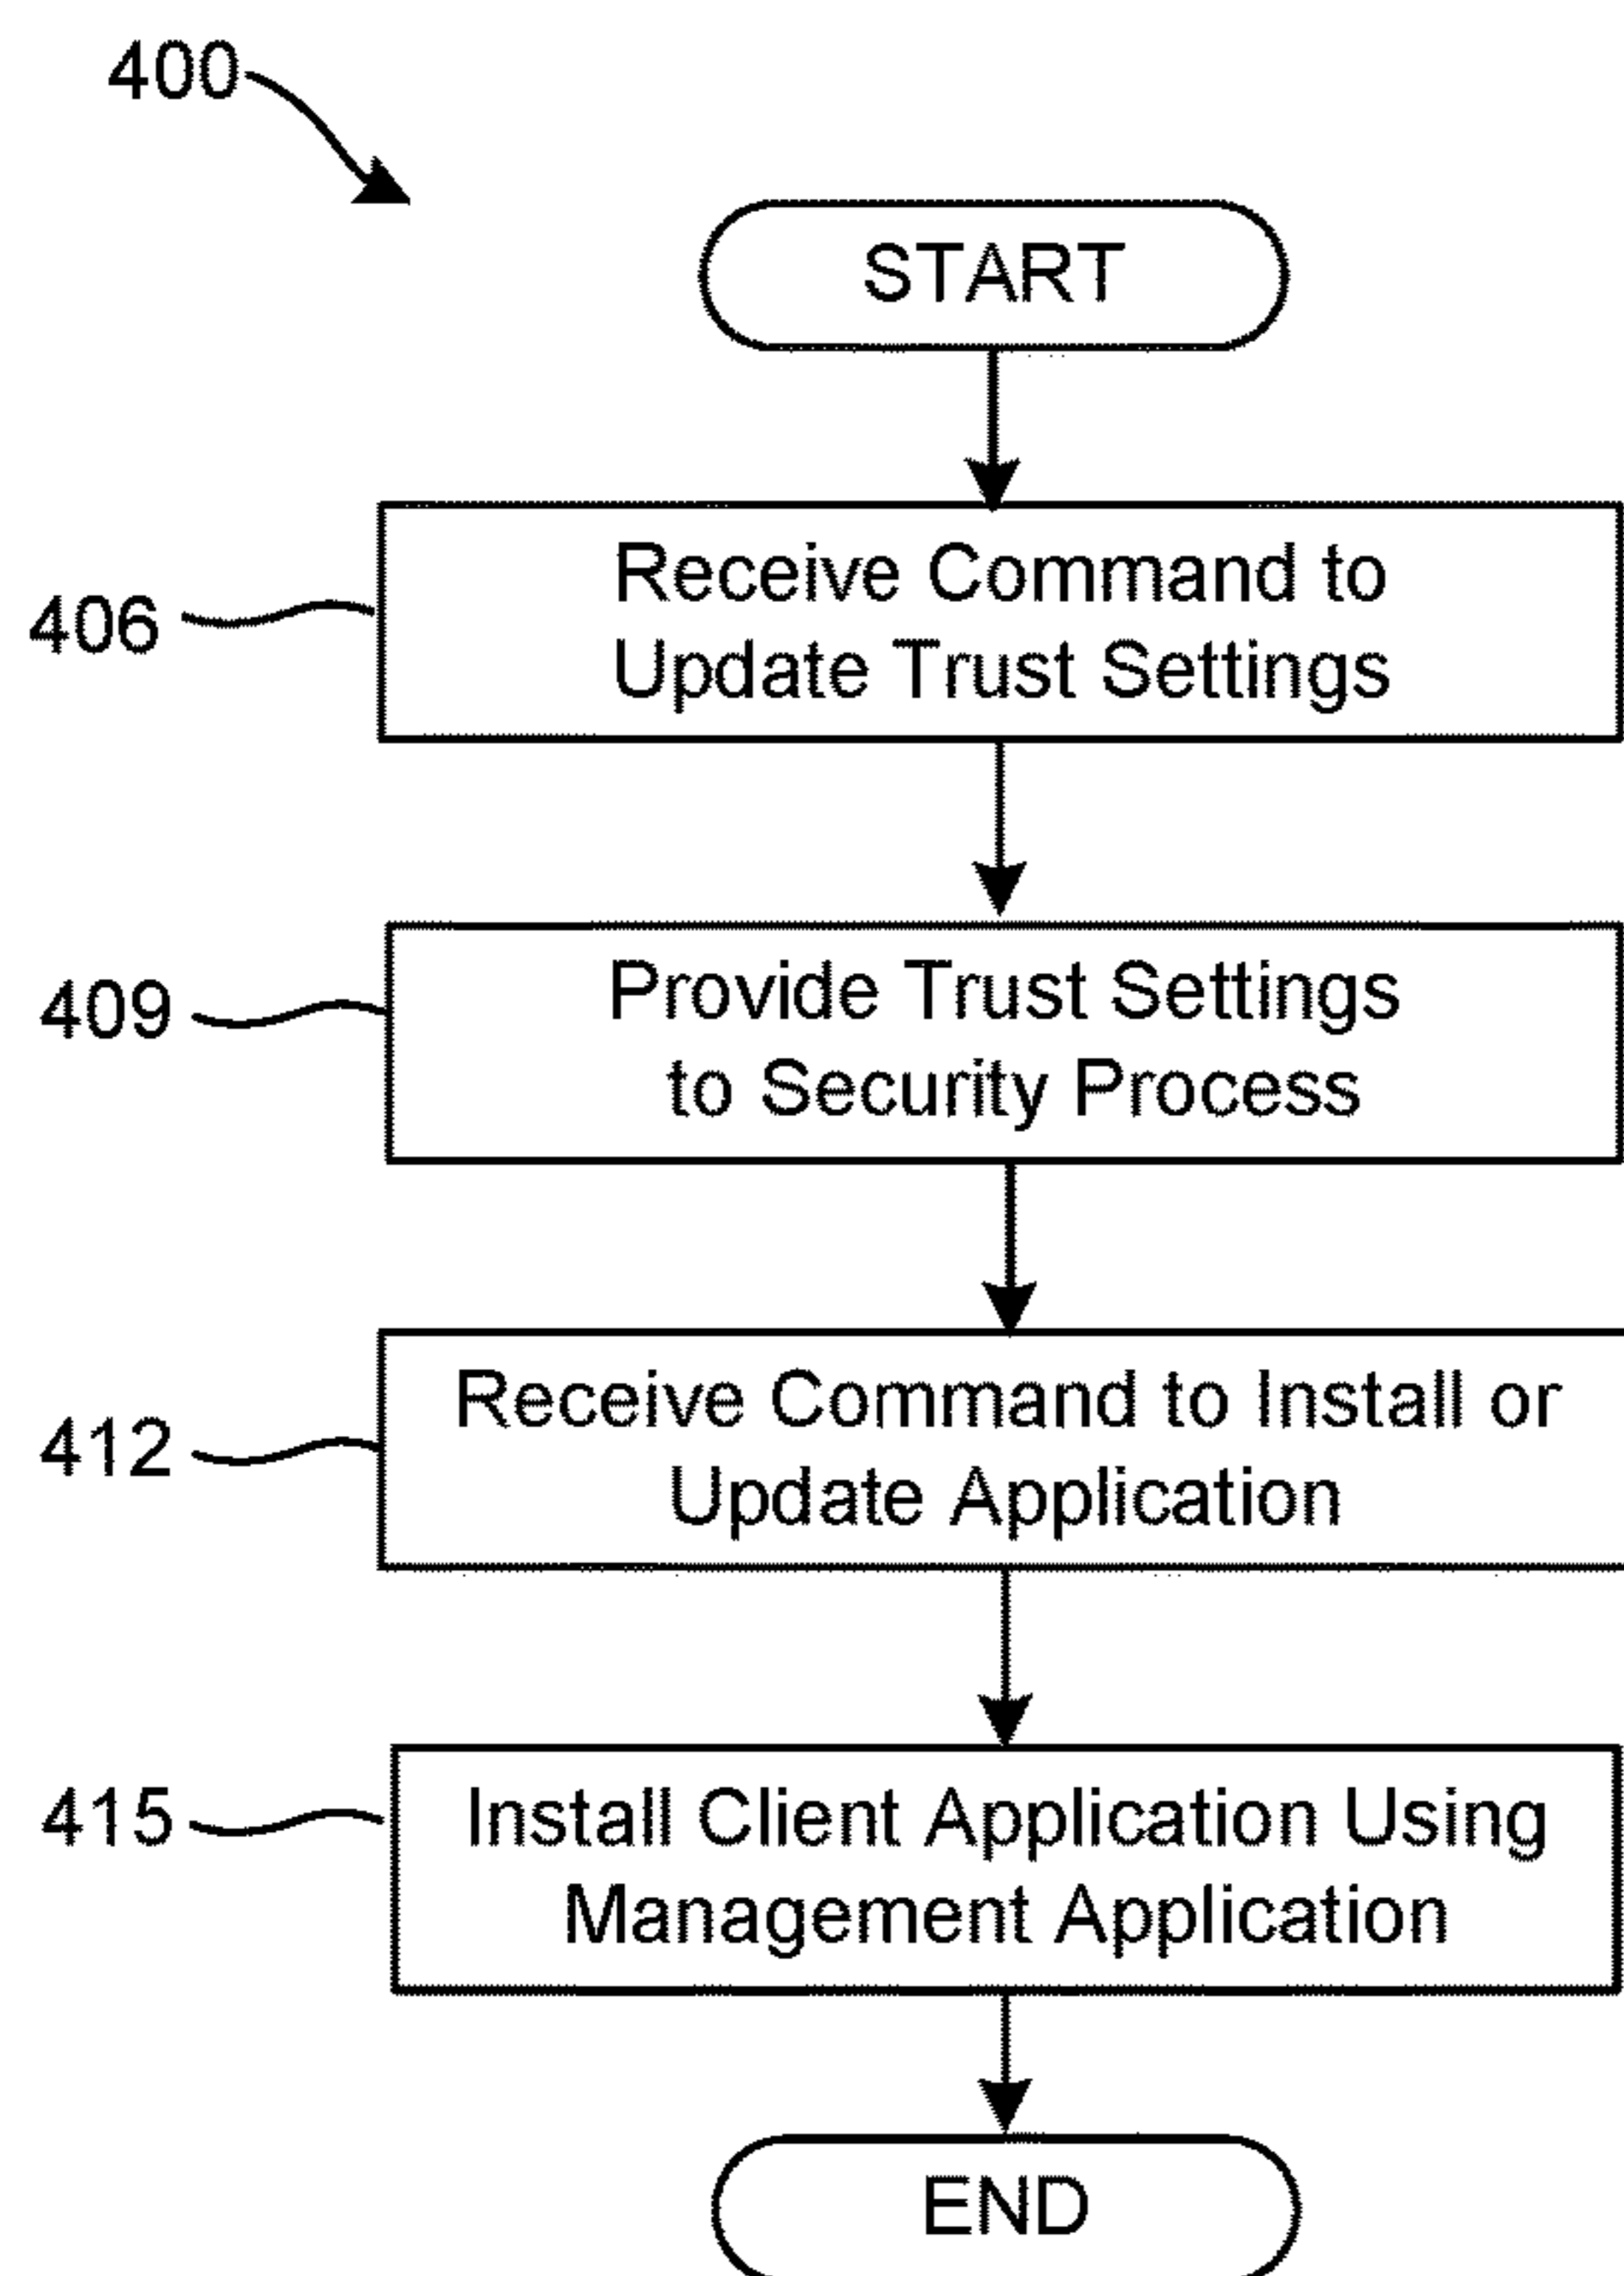 400
START
406
Receive Command to
Update Trust Settings
409
Provide Trust Settings
to Security Process
412
Receive Command to Install or
Update Application
415
Install Client Application Using
Management Application
END